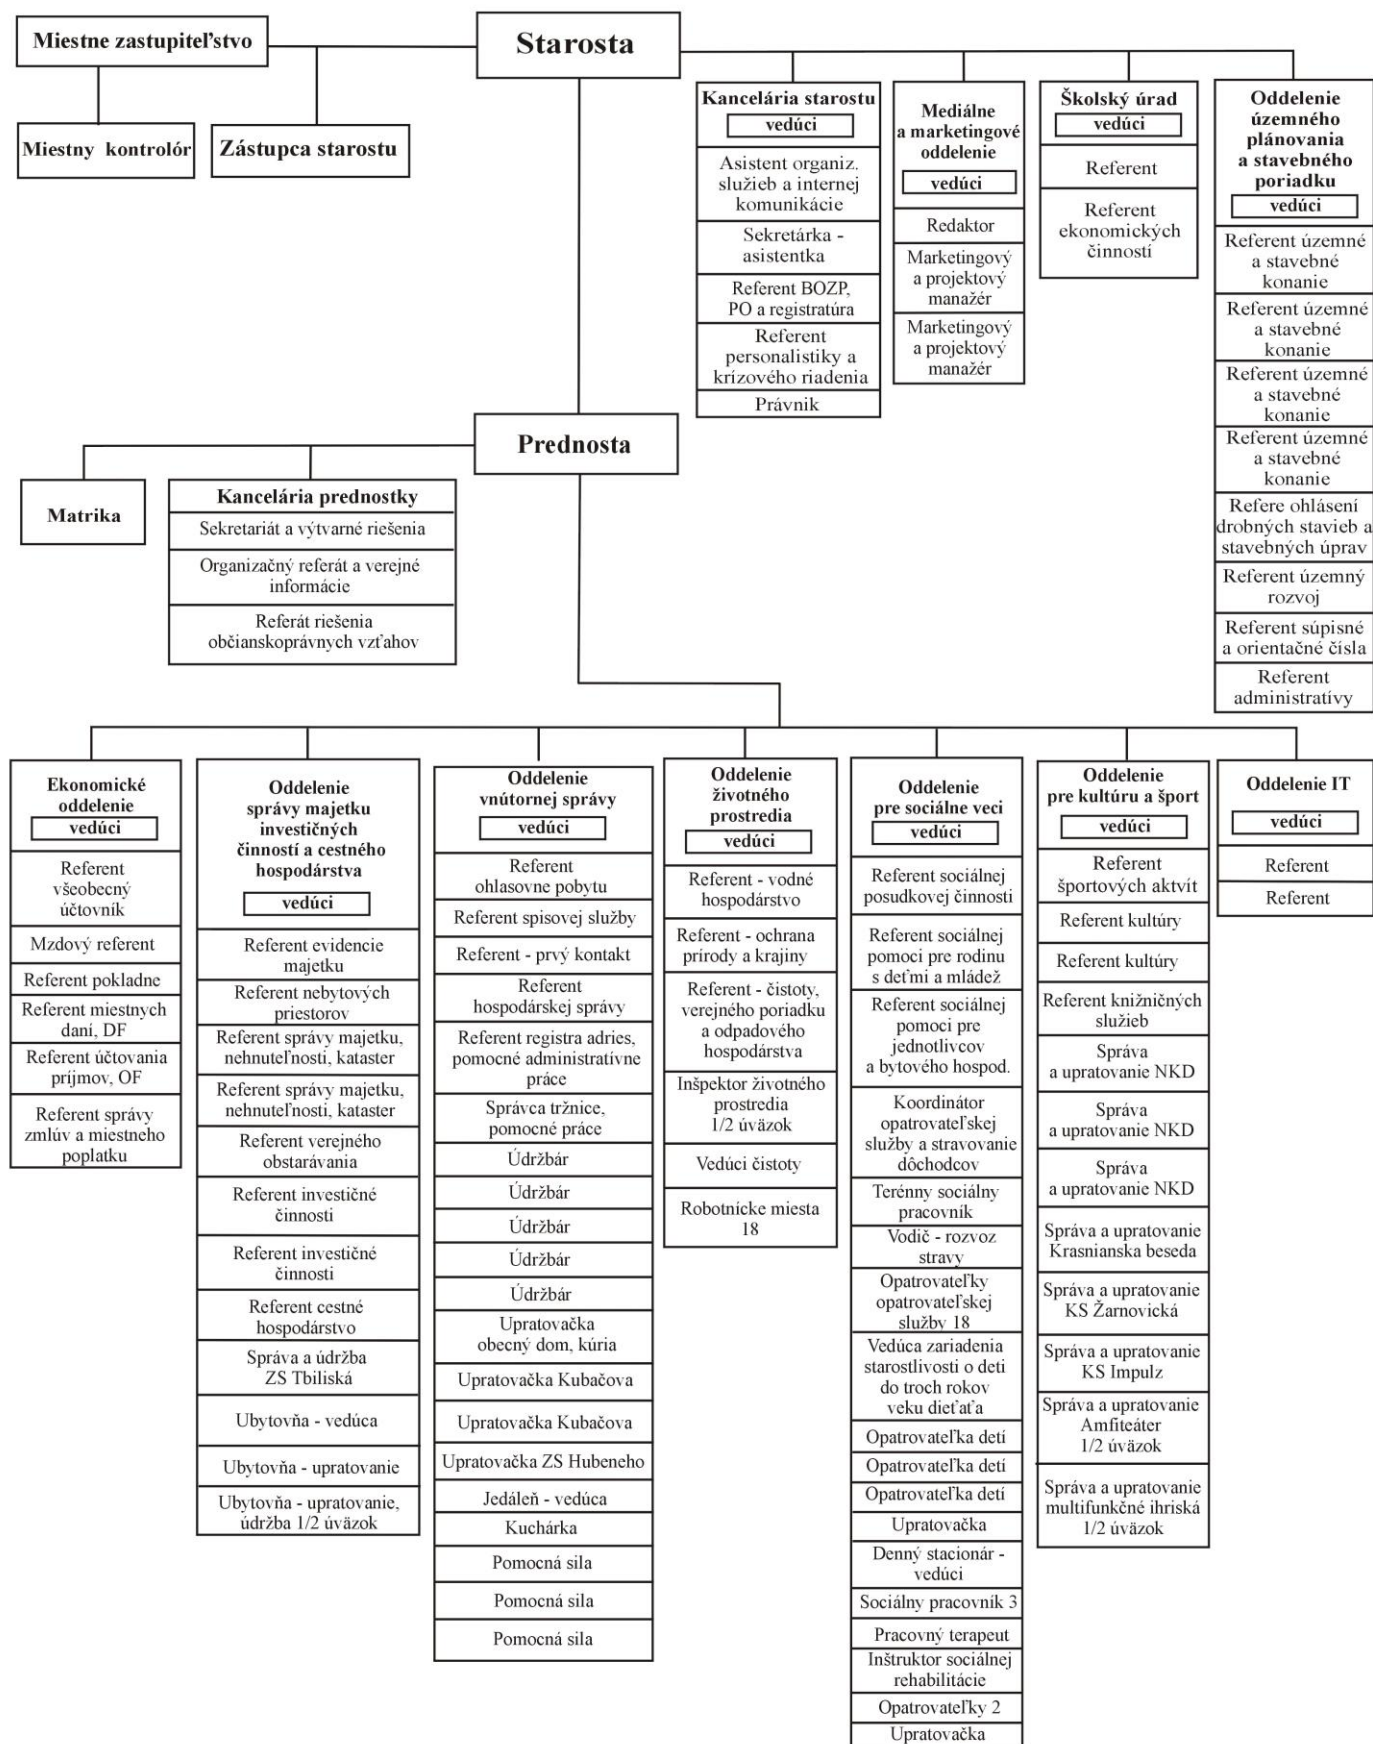 Miestne zastupiteľstvo
Starosta
Miestny kontrolór
Zástupca starostu
Kancelária starostu
vedúci
Asistent organiz.
služieb a internej
komunikácie
Sekretárka -
asistentka
Referent BOZP,
PO a registratúra
Referent
personalistiky a
krízového riadenia
Právnik
Mediálne
a marketingové
oddelenie
vedúci
Redaktor
Marketingový
a projektový
manažér
Marketingový
a projektový
manažér
Školský úrad
vedúci
Referent
Referent
ekonomických
činností
Oddelenie
územného
plánovania
a stavebného
poriadku
vedúci
Referent územné
a stavebné
konanie
Referent územné
a stavebné
konanie
Referent územné
a stavebné
konanie
Referent územné
a stavebné
konanie
Refere ohlásení
drobných stavieb a
stavebných úprav
Referent územný
rozvoj
Referent súpisné
a orientačné čísla
Referent
administratívy
Prednosta
Matrika
Kancelária prednostky
Sekretariát a výtvarné riešenia
Organizačný referát a verejné
informácie
Referát riešenia
občianskoprávnych vzťahov
Ekonomické
oddelenie
vedúci
Referent
všeobecný
účtovník
Mzdový referent
Referent pokladne
Referent miestnych
daní, DF
Referent účtovania
príjmov, OF
Referent správy
zmlúv a miestneho
poplatku
Oddelenie
správy majetku
investičných
činností a cestného
hospodárstva
vedúci
Referent evidencie
majetku
Referent nebytových
priestorov
Referent správy majetku,
nehnuteľnosti, kataster
Referent správy majetku,
nehnuteľnosti, kataster
Referent verejného
obstarávania
Referent investičné
činnosti
Referent investičné
činnosti
Referent cestné
hospodárstvo
Správa a údržba
ZS Tbiliská
Ubytovňa - vedúca
Ubytovňa - upratovanie
Ubytovňa - upratovanie,
údržba 1/2 úväzok
Oddelenie
vnútornej správy
vedúci
Referent
ohlasovne pobytu
Referent spisovej služby
Referent - prvý kontakt
Referent
hospodárskej správy
Referent registra adries,
pomocné administratívne
práce
Správca tržnice,
pomocné práce
Údržbár
Údržbár
Údržbár
Údržbár
Údržbár
Upratovačka
obecný dom, kúria
Upratovačka Kubačova
Upratovačka Kubačova
Upratovačka ZS Hubeneho
Jedáleň - vedúca
Kuchárka
Pomocná sila
Pomocná sila
Pomocná sila
Oddelenie
životného
prostredia
vedúci
Referent - vodné
hospodárstvo
Referent - ochrana
prírody a krajiny
Referent - čistoty,
verejného poriadku
a odpadového
hospodárstva
Inšpektor životného
prostredia
1/2 úväzok
Vedúci čistoty
Robotnícke miesta
18
Oddelenie
pre sociálne veci
vedúci
Referent sociálnej
posudkovej činnosti
Referent sociálnej
pomoci pre rodinu
s deťmi a mládež
Referent sociálnej
pomoci pre
jednotlivcov
a bytového hospod.
Koordinátor
opatrovateľskej
služby a stravovanie
dôchodcov
Terénny sociálny
pracovník
Vodič - rozvoz
stravy
Opatrovateľky
opatrovateľskej
služby 18
Vedúca zariadenia
starostlivosti o deti
do troch rokov
veku dieťaťa
Opatrovateľka detí
Opatrovateľka detí
Opatrovateľka detí
Upratovačka
Denný stacionár -
vedúci
Sociálny pracovník 3
Pracovný terapeut
Inštruktor sociálnej
rehabilitácie
Opatrovateľky 2
Upratovačka
Oddelenie
pre kultúru a šport
vedúci
Referent
športových aktvít
Referent kultúry
Referent kultúry
Referent knižničných
služieb
Správa
a upratovanie NKD
Správa
a upratovanie NKD
Správa
a upratovanie NKD
Správa a upratovanie
Krasnianska beseda
Správa a upratovanie
KS Žarnovická
Správa a upratovanie
KS Impulz
Správa a upratovanie
Amfiteáter
1/2 úväzok
Správa a upratovanie
multifunkčné ihriská
1/2 úväzok
Oddelenie IT
vedúci
Referent
Referent